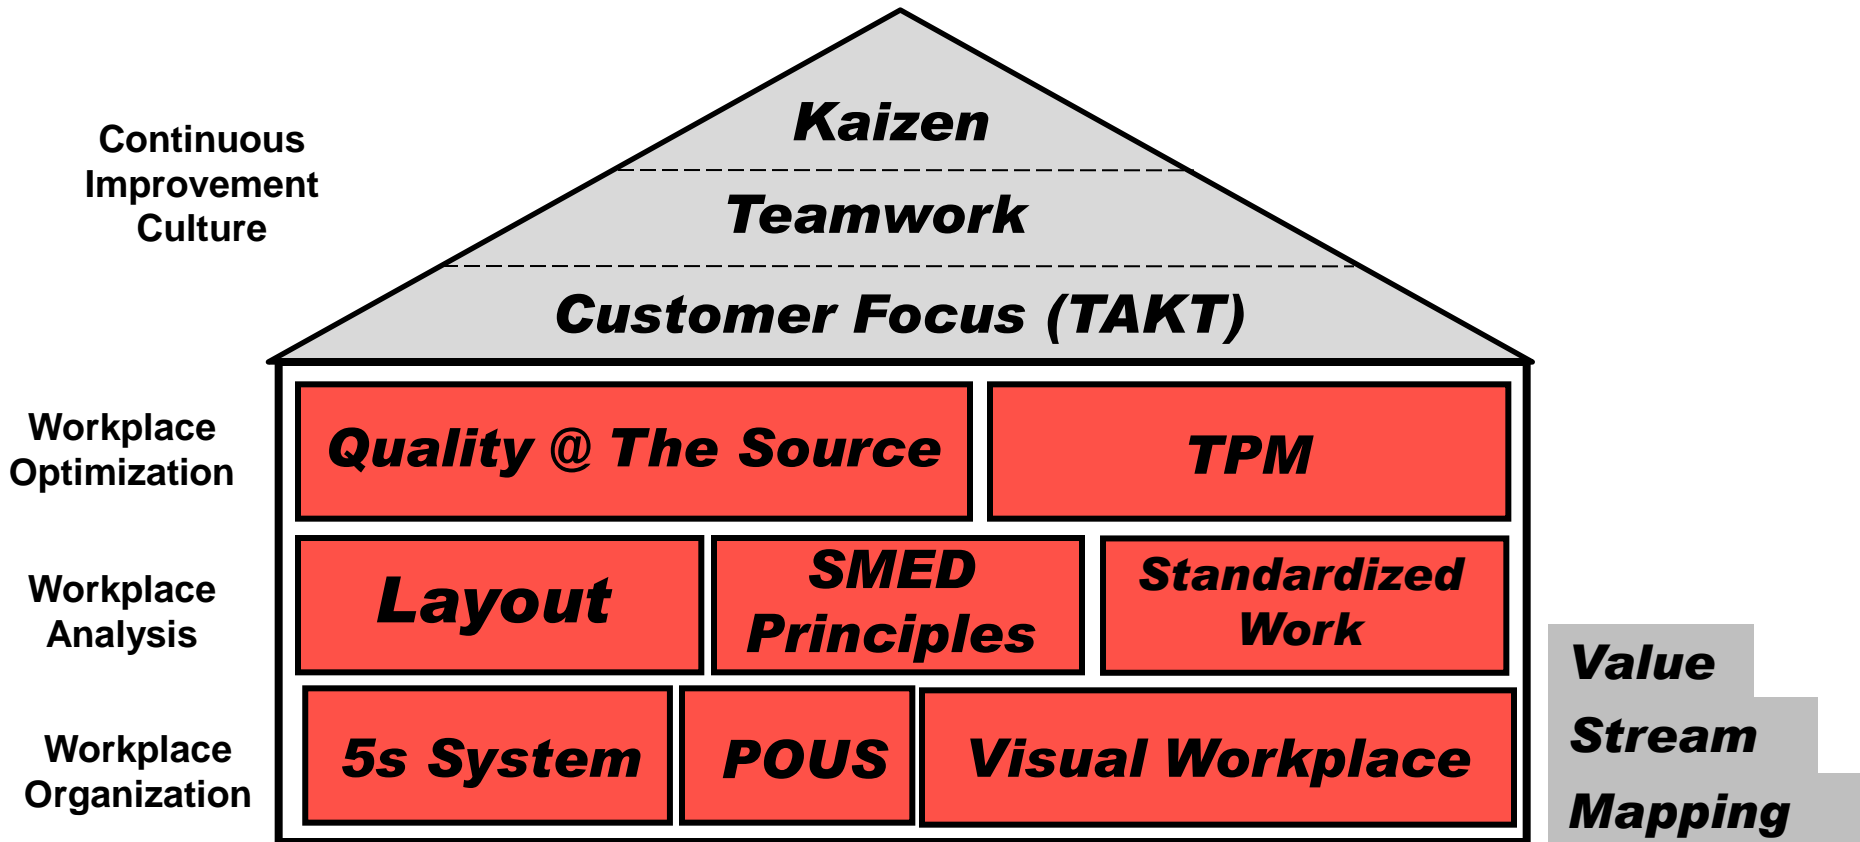 Kaizen
Continuous
Improvement
Culture
Teamwork
Customer Focus (TAKT)
Workplace
Optimization
Quality @ The Source
TPM
Workplace
Analysis
Layout
SMED
Principles
Standardized
Work
Workplace
Organization
5s System
POUS
Visual Workplace
Value
Stream
Mapping